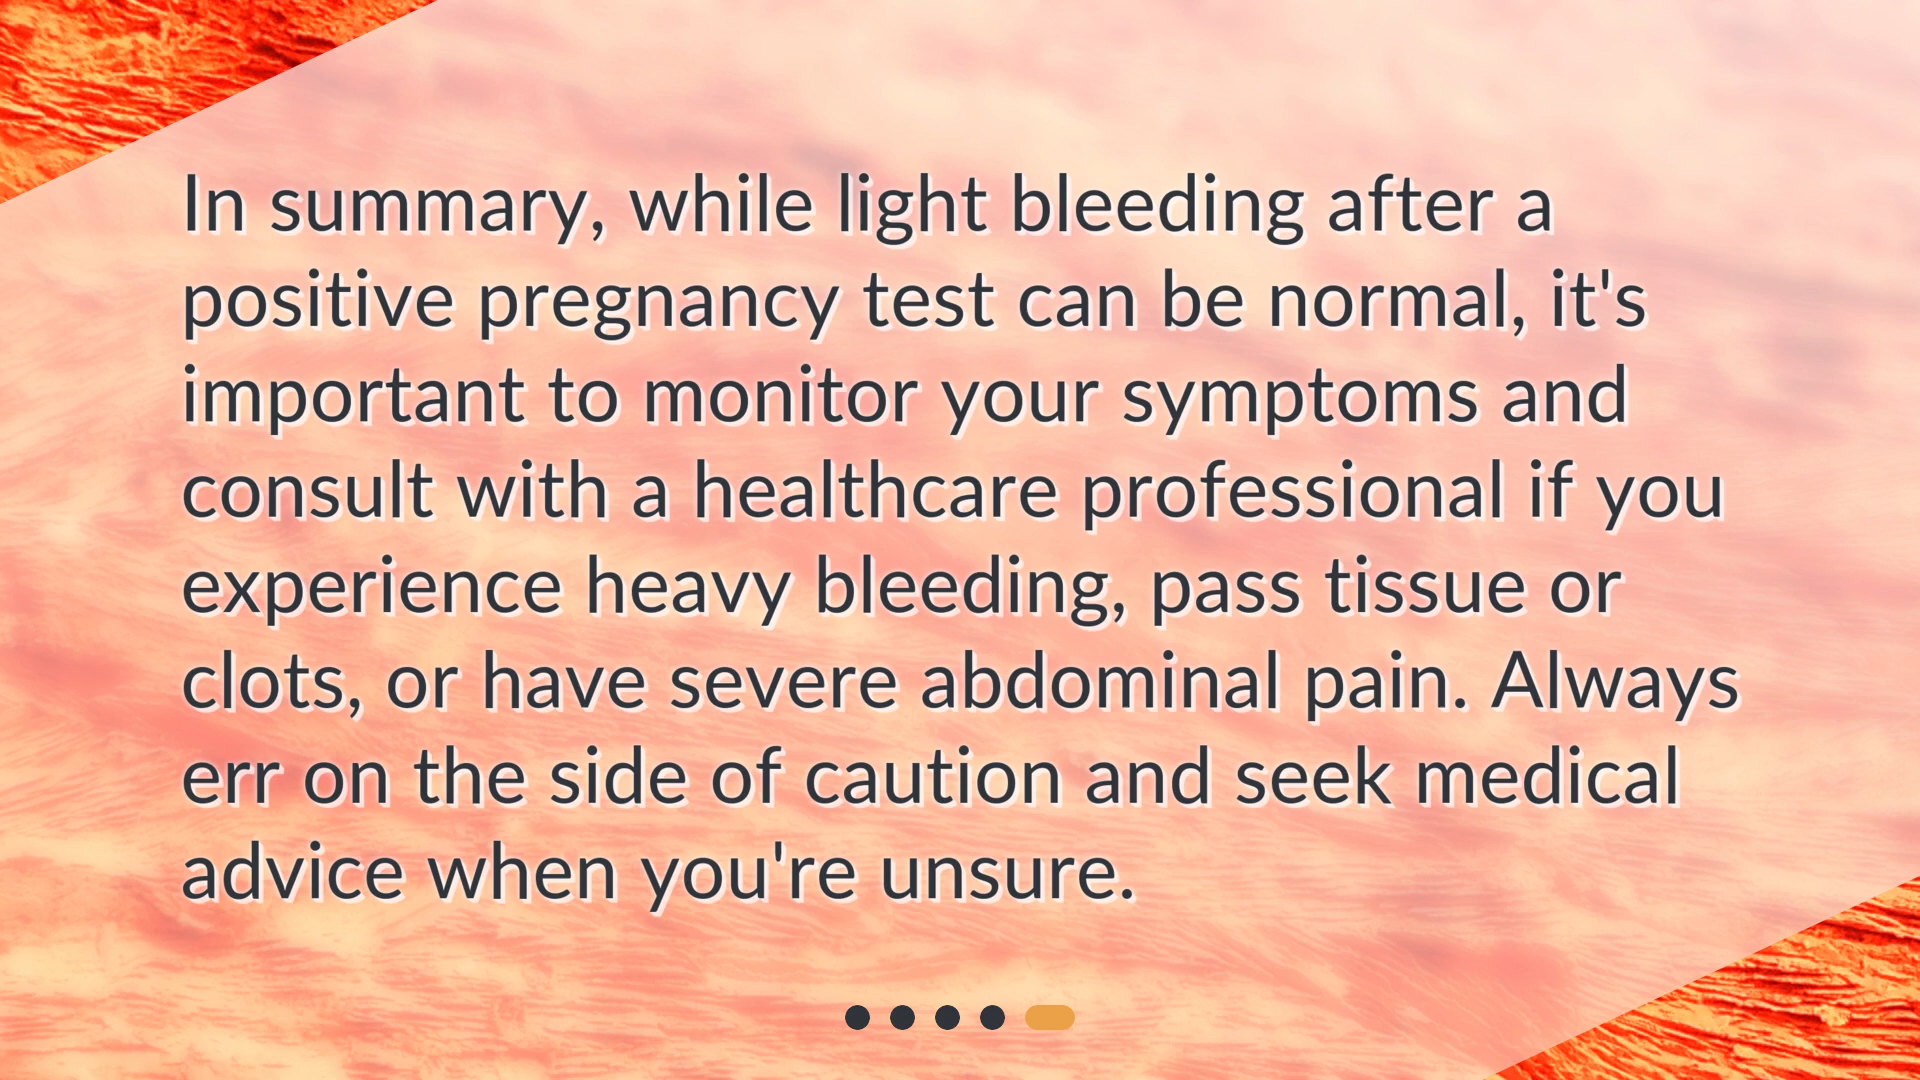 In summary, while light bleeding after a
positive pregnancy test can be normal, it's
important to monitor your symptoms and
consult with a healthcare professional if you
experience heavy bleeding, pass tissue or
clots, or have severe abdominal pain. Always
err on the side of caution and seek medical
advice when you're unsure.